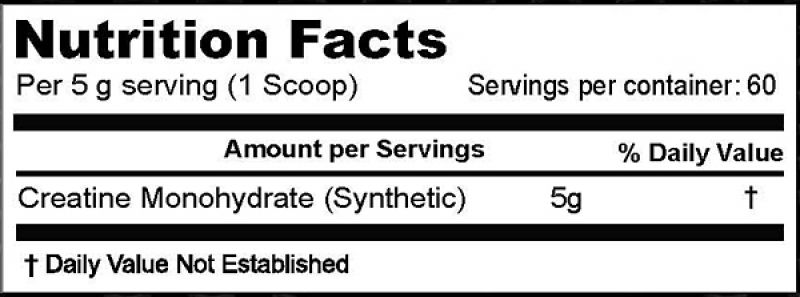 Nutrition Facts
Per 5 g serving (1 Scoop) Servings per container: 60
Amount per Servings % Daily Value
Creatine Monohydrate (Synthetic) 5g †
† Daily Value Not Established